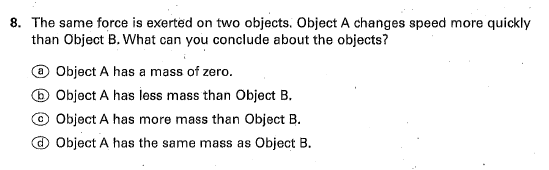 8. The same force is exerted on two objects. Object A changes speed more quickly
than Object B. What can you conclude about the objects?
ⓐ Object A has a mass of zero.
ⓑ Object A has less mass than Object B.
ⓒ Object A has more mass than Object B.
ⓓ Object A has the same mass as Object B.